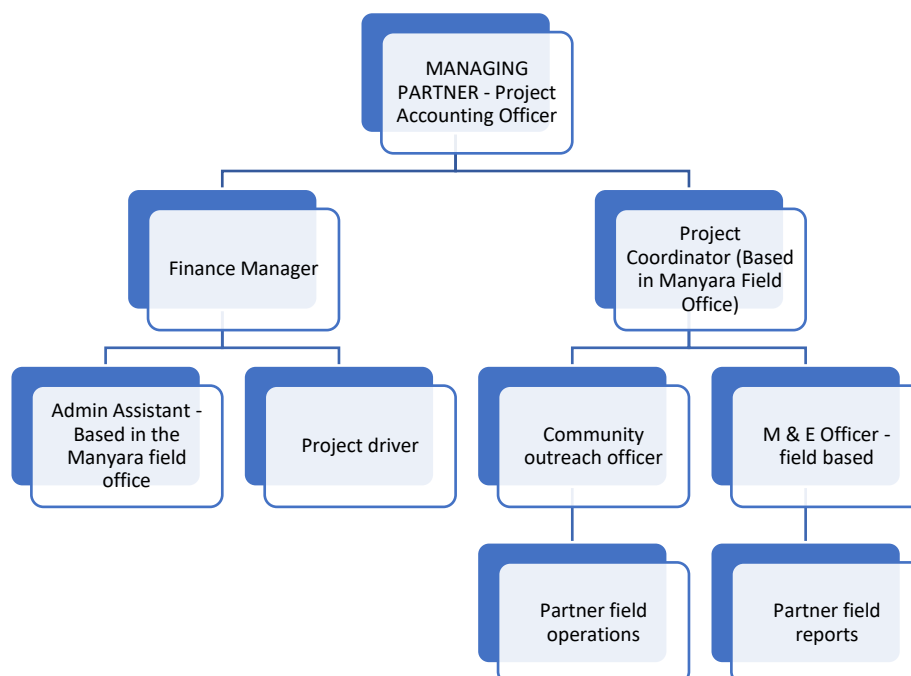 MANAGING
PARTNER - Project
Accounting Officer
Finance Manager
Project
Coordinator (Based
in Manyara Field
Office)
Admin Assistant -
Based in the
Manyara field
office
Project driver
Community
outreach officer
M & E Officer -
field based
Partner field
operations
Partner field
reports